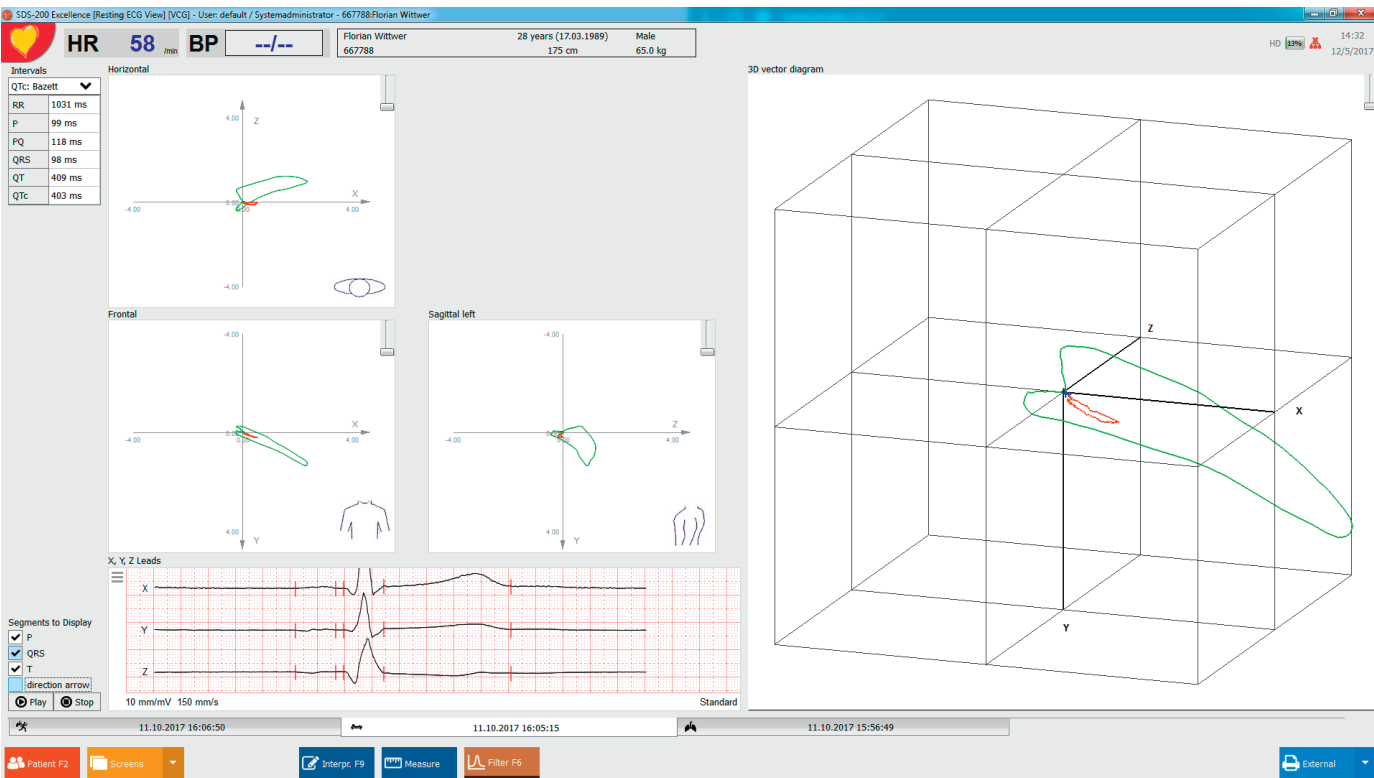 SDS-200 Excellence [Resting ECG View] [VCG] - User: default / Systemadministrator - 667788:Florian Wittwer
HR 58 /min BP --/--
Florian Wittwer 28 years (17.03.1989) Male
667788 175 cm 65.0 kg
HD 13% 14:32
12/5/2017
Intervals
QTc: Bazett
RR 1031 ms
P 99 ms
PQ 118 ms
QRS 98 ms
QT 409 ms
QTc 403 ms
Horizontal
4.00 Z
X
-4.00 0.00 4.00
-4.00
Frontal
-4.00
X
-4.00 0.00 4.00
4.00
Y
Sagittal left
-4.00
Z
-4.00 0.00 4.00
4.00
Y
3D vector diagram
Z
X
Y
X, Y, Z Leads
X
Y
Z
10 mm/mV 150 mm/s Standard
Segments to Display
P
QRS
T
direction arrow
Play Stop
11.10.2017 16:06:50 11.10.2017 16:05:15 11.10.2017 15:56:49
Patient F2 Screens Interpr. F9 Measure Filter F6 External